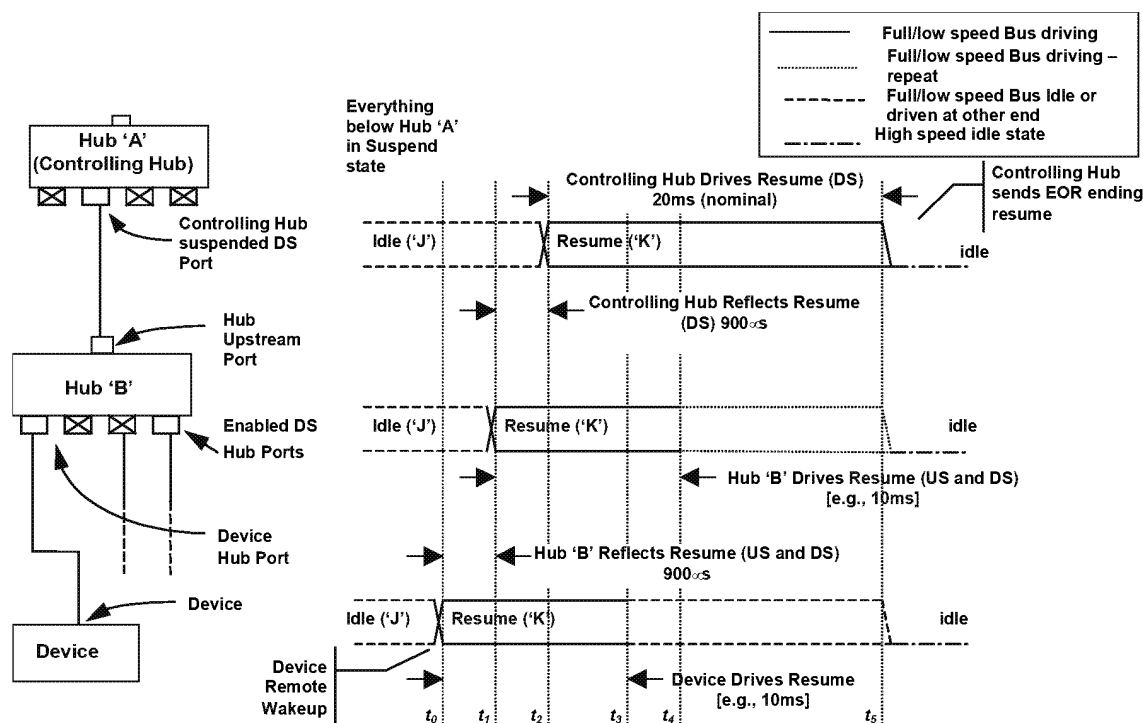 Full/low speed Bus driving
Full/low speed Bus driving –
repeat
Full/low speed Bus Idle or
driven at other end
High speed idle state
Everything
below Hub ‘A’
in Suspend
state
Hub ‘A’
(Controlling Hub)
Controlling Hub
suspended DS
Port
Hub
Upstream
Port
Hub ‘B’
Enabled DS
Hub Ports
Device
Hub Port
Device
Device
Controlling Hub Drives Resume (DS)
20ms (nominal)
Controlling Hub
sends EOR ending
resume
Idle (‘J’)
Resume (‘K’)
idle
Controlling Hub Reflects Resume
(DS) 900∝s
Idle (‘J’)
Resume (‘K’)
idle
Hub ‘B’ Drives Resume (US and DS)
[e.g., 10ms]
Hub ‘B’ Reflects Resume (US and DS)
900∝s
Idle (‘J’)
Resume (‘K’)
idle
Device
Remote
Wakeup
Device Drives Resume
[e.g., 10ms]
t0 t1 t2 t3 t4 t5